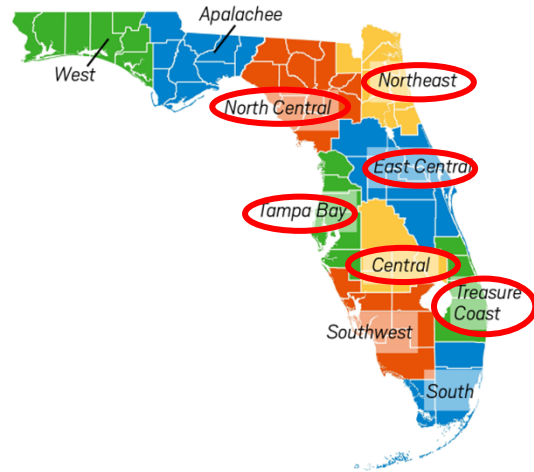 Apalachee
West
Northeast
North Central
East Central
Tampa Bay
Central
Treasure
Coast
Southwest
South